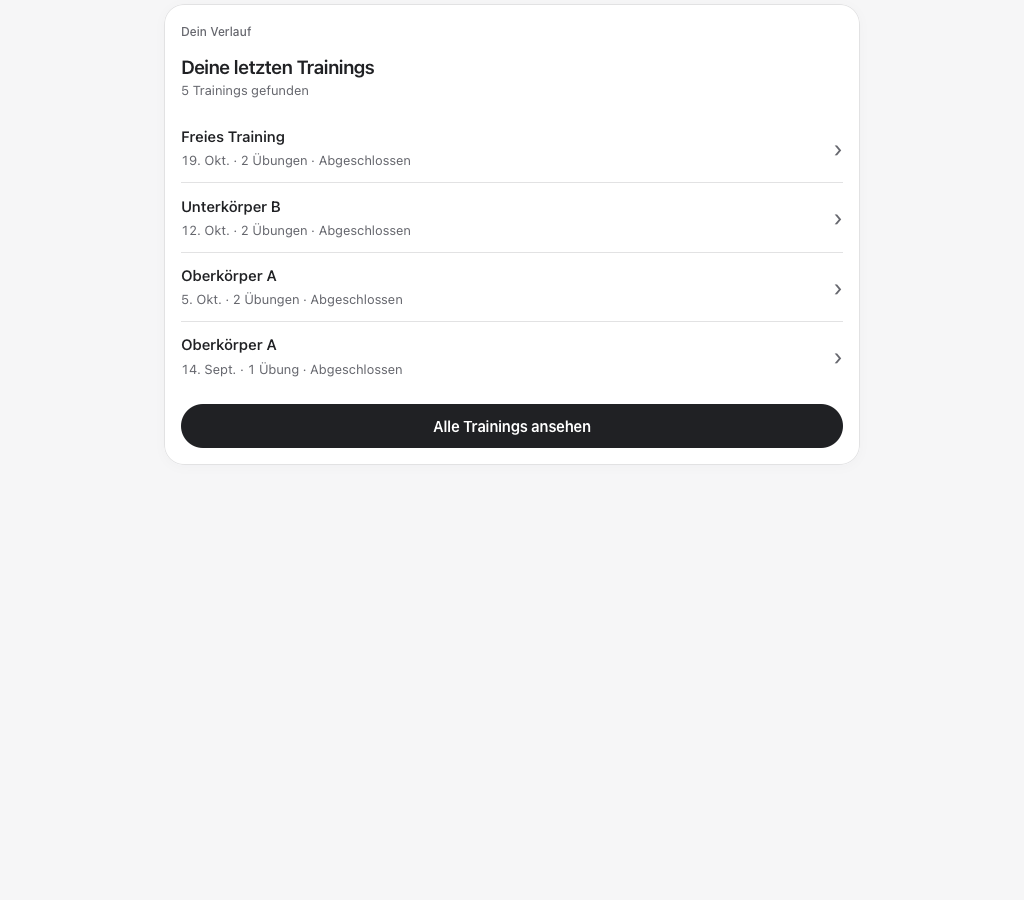 Dein Verlauf
Deine letzten Trainings
5 Trainings gefunden
Freies Training
19. Okt. · 2 Übungen · Abgeschlossen
Unterkörper B
12. Okt. · 2 Übungen · Abgeschlossen
Oberkörper A
5. Okt. · 2 Übungen · Abgeschlossen
Oberkörper A
14. Sept. · 1 Übung · Abgeschlossen
Alle Trainings ansehen